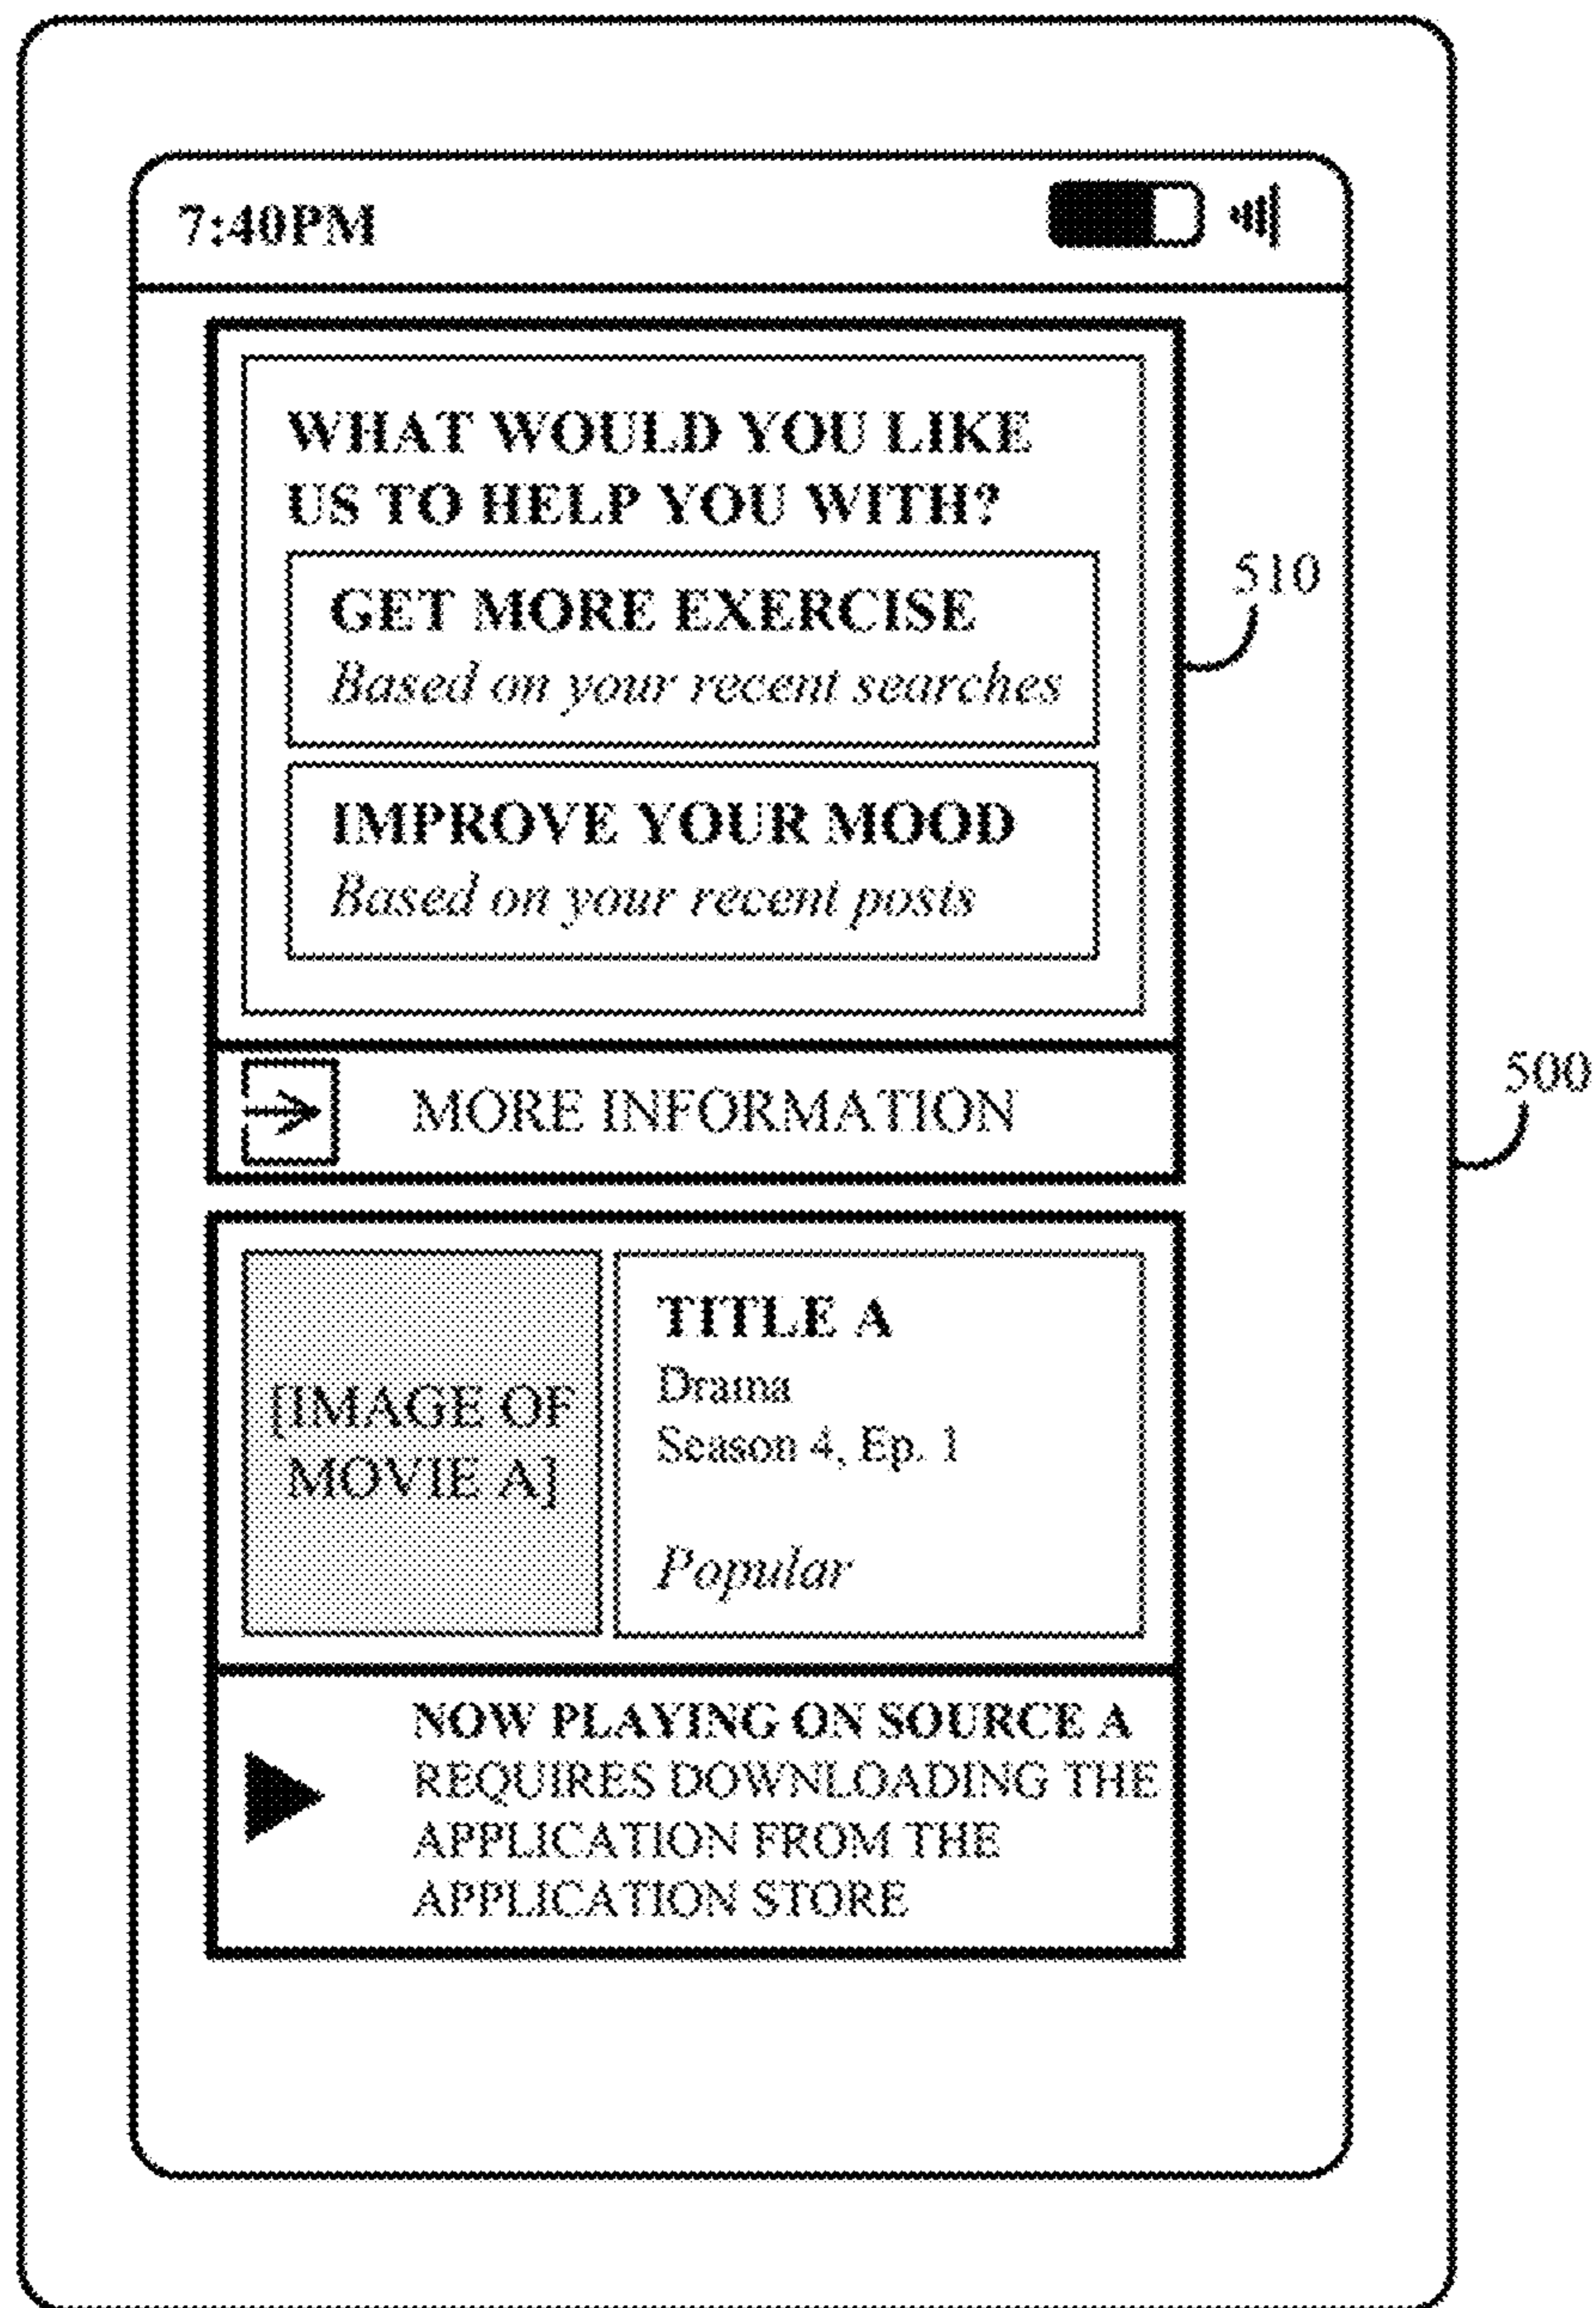 7:40PM
WHAT WOULD YOU LIKE
US TO HELP YOU WITH?
GET MORE EXERCISE
Based on your recent searches
510
IMPROVE YOUR MOOD
Based on your recent posts
MORE INFORMATION
500
[IMAGE OF
MOVIE A]
TITLE A
Drama
Season 4, Ep. 1
Popular
NOW PLAYING ON SOURCE A
REQUIRES DOWNLOADING THE
APPLICATION FROM THE
APPLICATION STORE